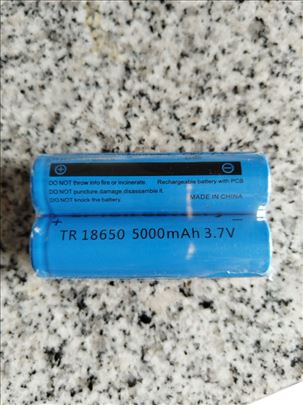 + -
DO NOT throw into fire or incinerate. Rechargeable battery with PCB
DO NOT puncture.damage.disassemble it.
DO NOT knock the battery. MADE IN CHINA
+ -
TR 18650 5000mAh 3.7V